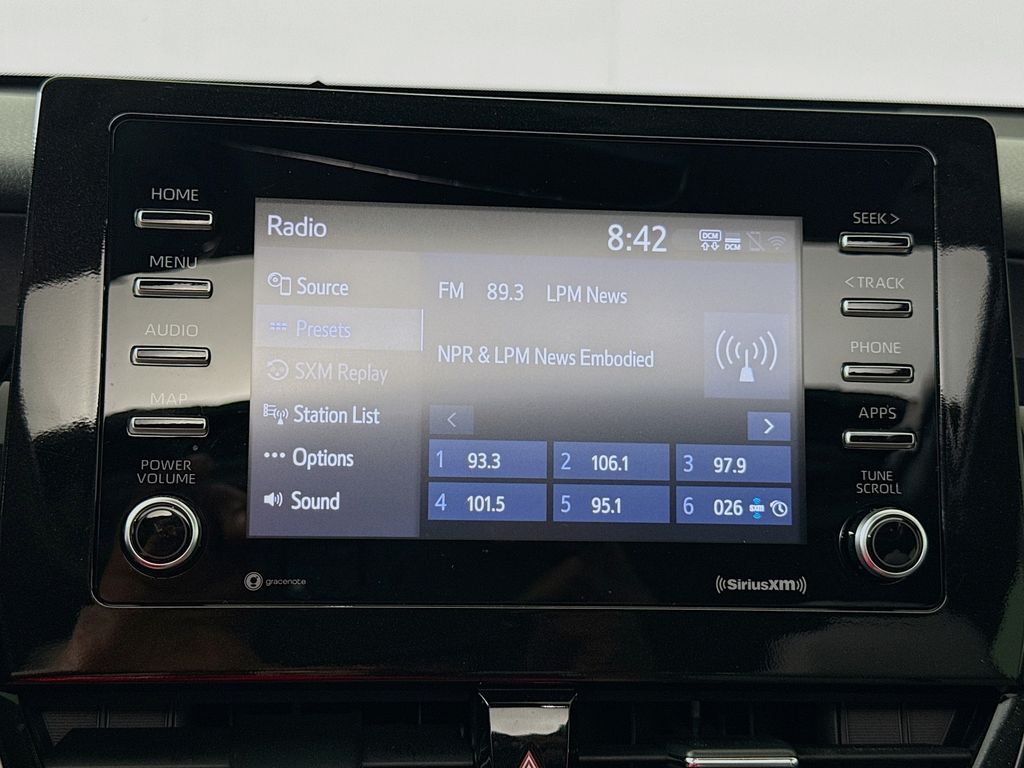 HOME
MENU
AUDIO
MAP
POWER
VOLUME
Radio
8:42
DCM
DCM
Source
Presets
SXM Replay
Station List
Options
Sound
FM 89.3 LPM News
NPR & LPM News Embodied
< >
1 93.3 2 106.1 3 97.9
4 101.5 5 95.1 6 026 sxm
SEEK >
< TRACK
PHONE
APPS
TUNE
SCROLL
gracenote
((SiriusXM))